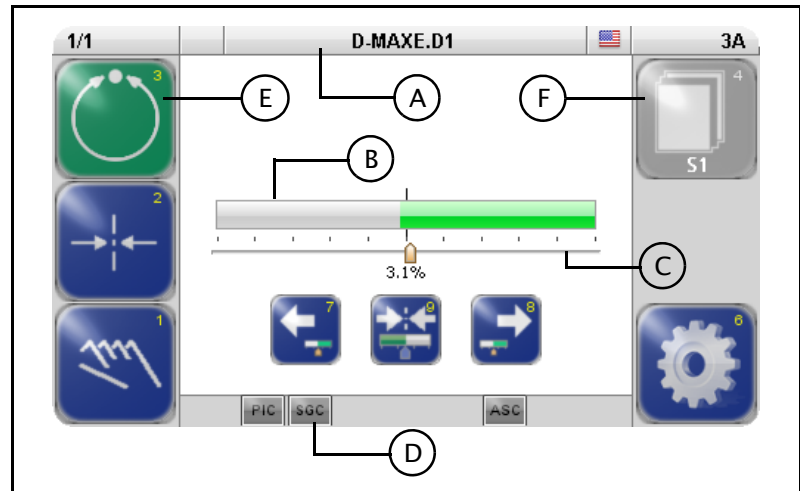 1/1 D-MAXE.D1 3A
3 E A F 4
S1
B
2
C
3.1%
7 9 8
1 6
PIC SGC ASC
D